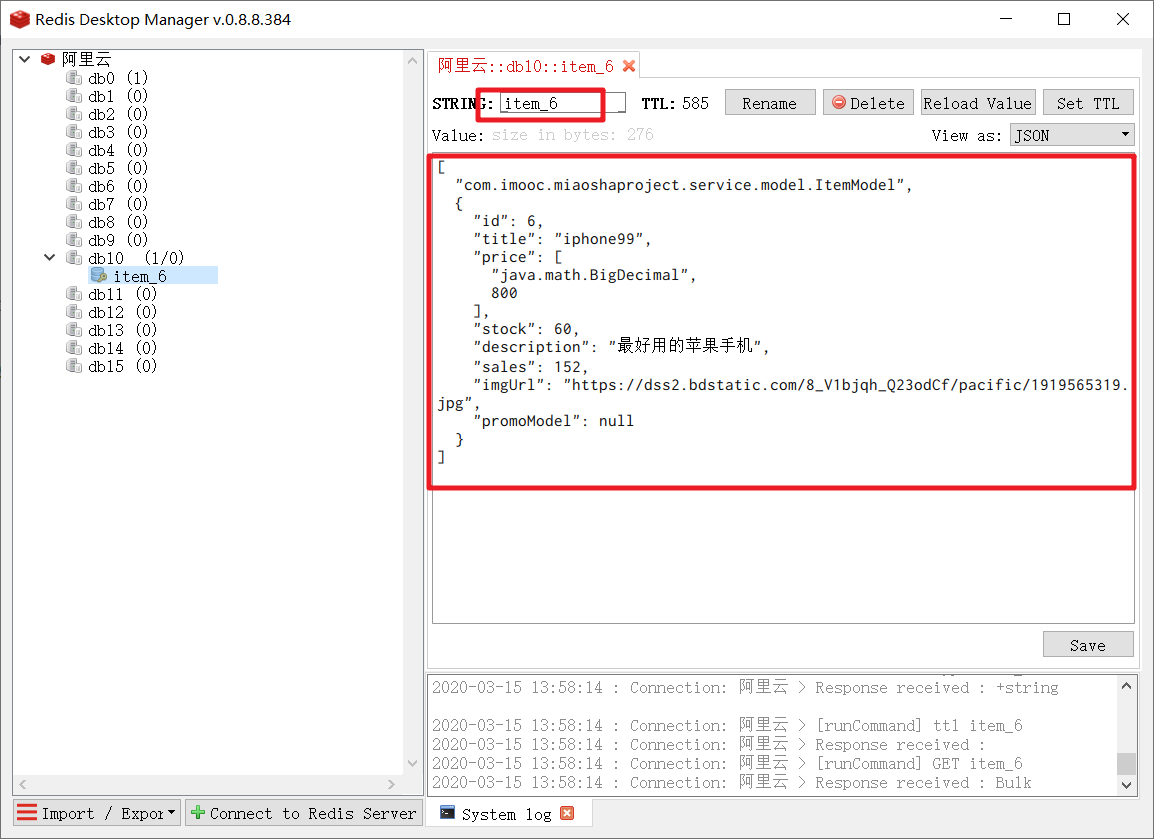 Redis Desktop Manager v.0.8.8.384
阿里云
db0 (1)
db1 (0)
db2 (0)
db3 (0)
db4 (0)
db5 (0)
db6 (0)
db7 (0)
db8 (0)
db9 (0)
db10 (1/0)
item_6
db11 (0)
db12 (0)
db13 (0)
db14 (0)
db15 (0)
Import / Expor
Connect to Redis Server
阿里云::db10::item_6
STRING: item_6 TTL: 585 Rename Delete Reload Value Set TTL
Value: size in bytes: 276 View as: JSON
[
"com.imooc.miaoshaproject.service.model.ItemModel",
{
"id": 6,
"title": "iphone99",
"price": [
"java.math.BigDecimal",
800
],
"stock": 60,
"description": "最好用的苹果手机",
"sales": 152,
"imgUrl": "https://dss2.bdstatic.com/8_V1bjqh_Q23odCf/pacific/1919565319.
jpg",
"promoModel": null
}
]
Save
2020-03-15 13:58:14 : Connection: 阿里云 > Response received : +string
2020-03-15 13:58:14 : Connection: 阿里云 > [runCommand] ttl item_6
2020-03-15 13:58:14 : Connection: 阿里云 > Response received :
2020-03-15 13:58:14 : Connection: 阿里云 > [runCommand] GET item_6
2020-03-15 13:58:14 : Connection: 阿里云 > Response received : Bulk
System log